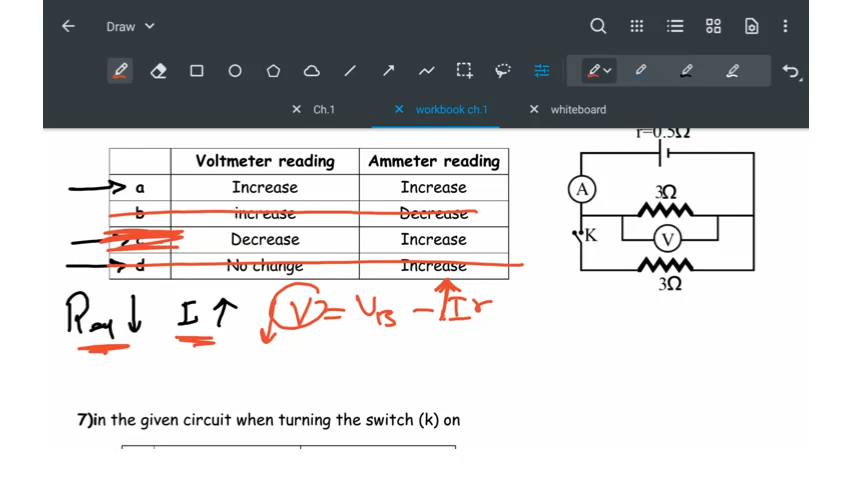 Draw
Ch.1
workbook ch.1
whiteboard
Voltmeter reading Ammeter reading
a Increase Increase
b increase Decrease
c Decrease Increase
d No change Increase
r=0.5Ω
A
3Ω
V
K
3Ω
Req ↓ I ↑ V = VB - Ir
7)in the given circuit when turning the switch (k) on